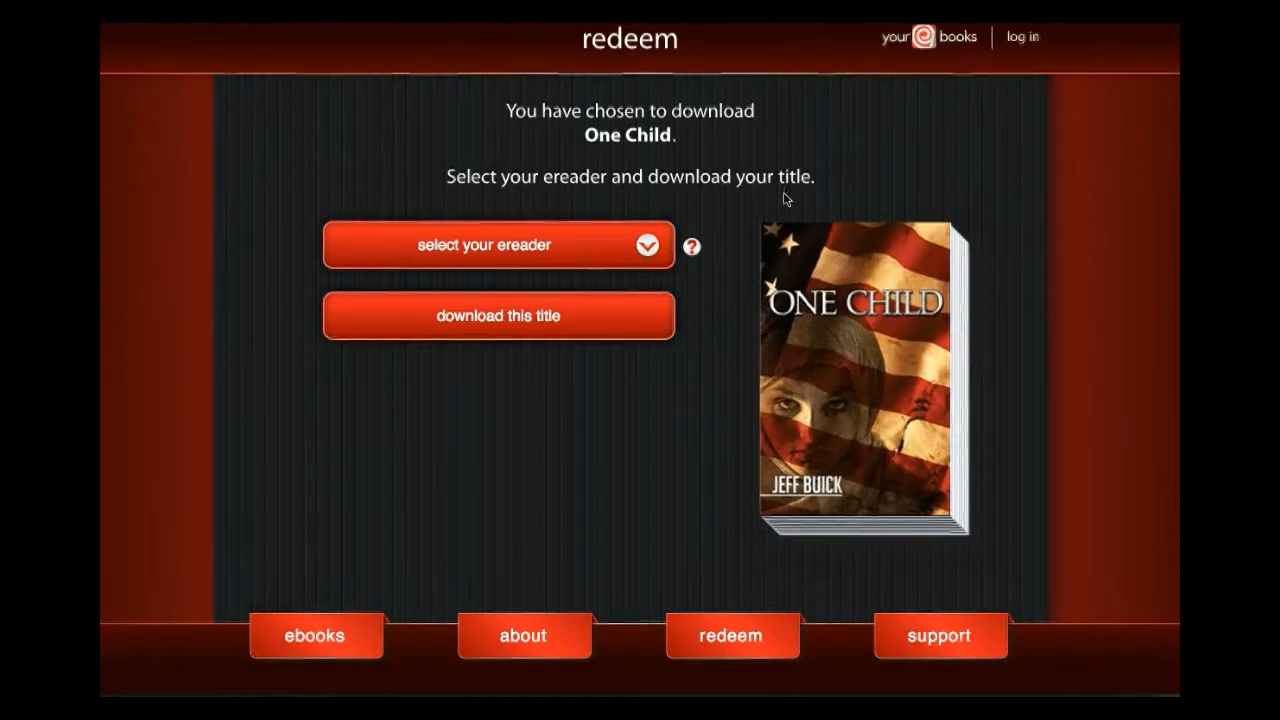 redeem
your e books | log in
You have chosen to download
One Child.
Select your ereader and download your title.
select your ereader
?
download this title
ONE CHILD
JEFF BUICK
ebooks
about
redeem
support